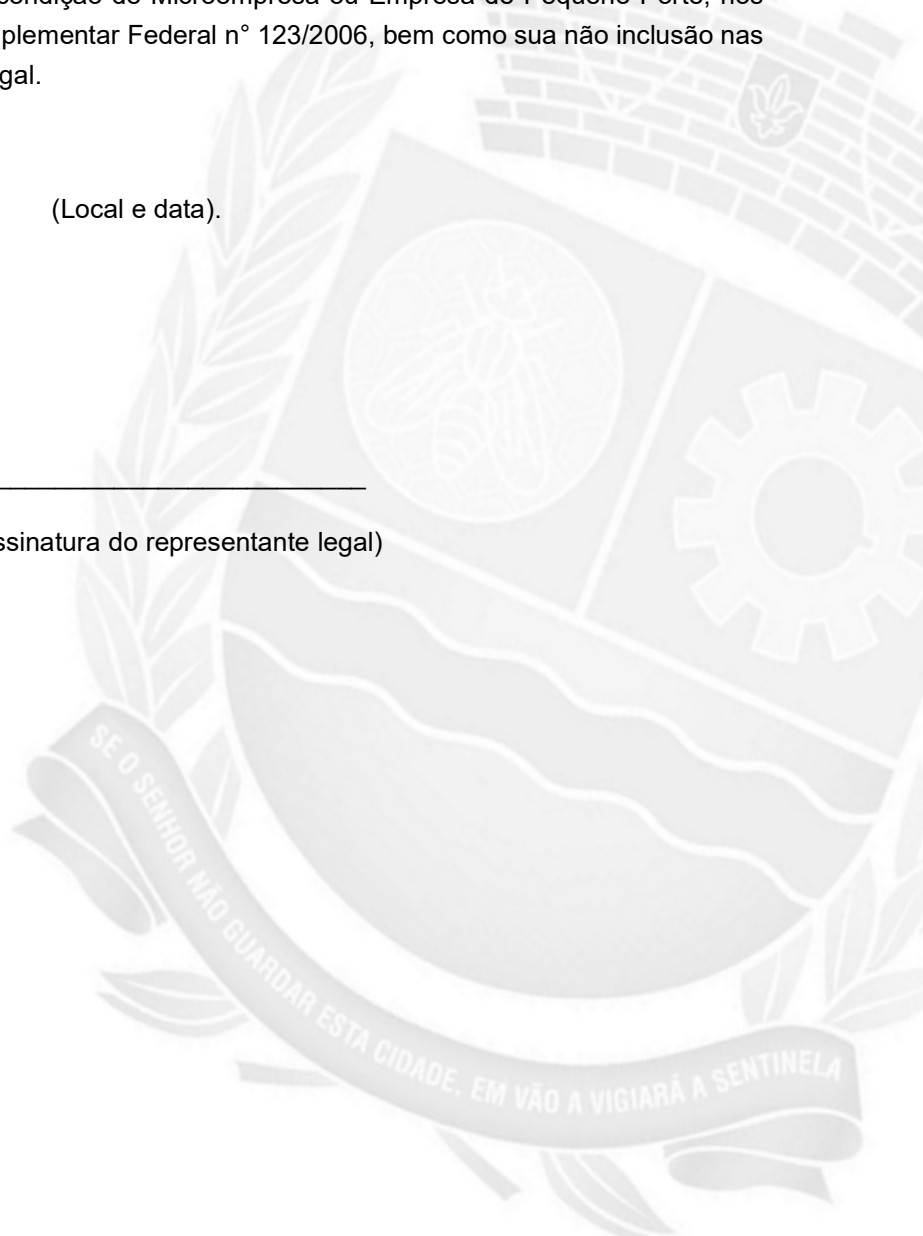 condição de Microempresa ou Empresa de Pequeno Porte, nos
plementar Federal n° 123/2006, bem como sua não inclusão nas
gal.
(Local e data).
ssinatura do representante legal)
SE O SENHOR NÃO GUARDAR ESTA CIDADE, EM VÃO A VIGIARÁ A SENTINELA